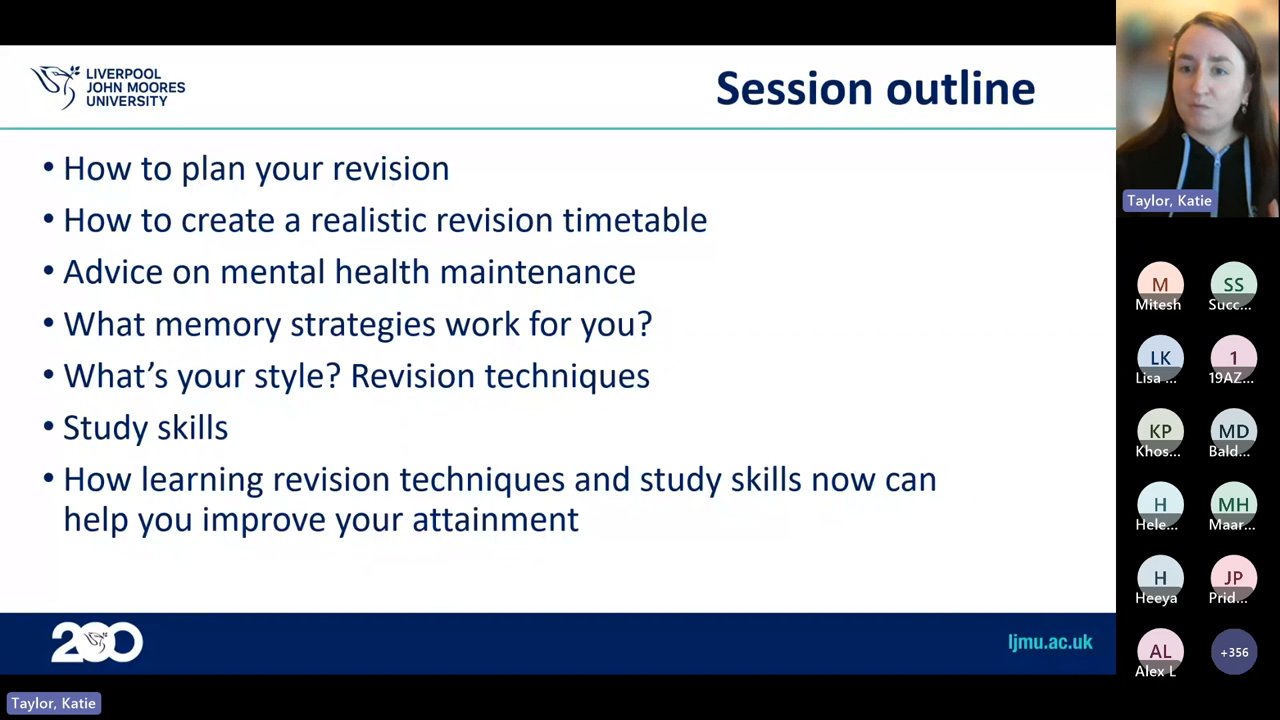 LIVERPOOL
JOHN MOORES
UNIVERSITY
Session outline
• How to plan your revision
• How to create a realistic revision timetable
• Advice on mental health maintenance
• What memory strategies work for you?
• What’s your style? Revision techniques
• Study skills
• How learning revision techniques and study skills now can
help you improve your attainment
200
ljmu.ac.uk
Taylor, Katie
Taylor, Katie
M
SS
Mitesh
Succ...
LK
1
Lisa ...
19AZ...
KP
MD
Khos...
Bald...
H
MH
Hele...
Maar...
H
JP
Heeya
Prid...
AL
+356
Alex L